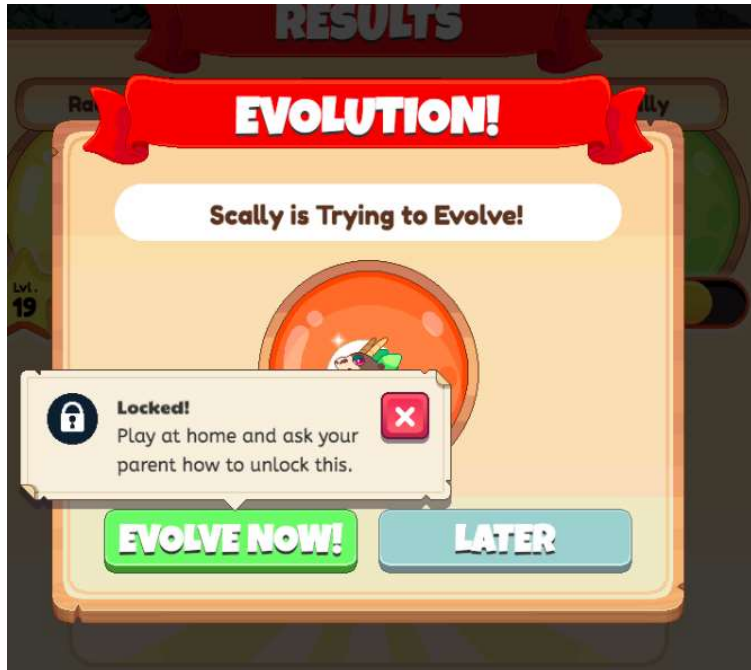 RESULTS
EVOLUTION!
Scally is Trying to Evolve!
Lvl.
19
Locked!
Play at home and ask your
parent how to unlock this.
EVOLVE NOW!
LATER